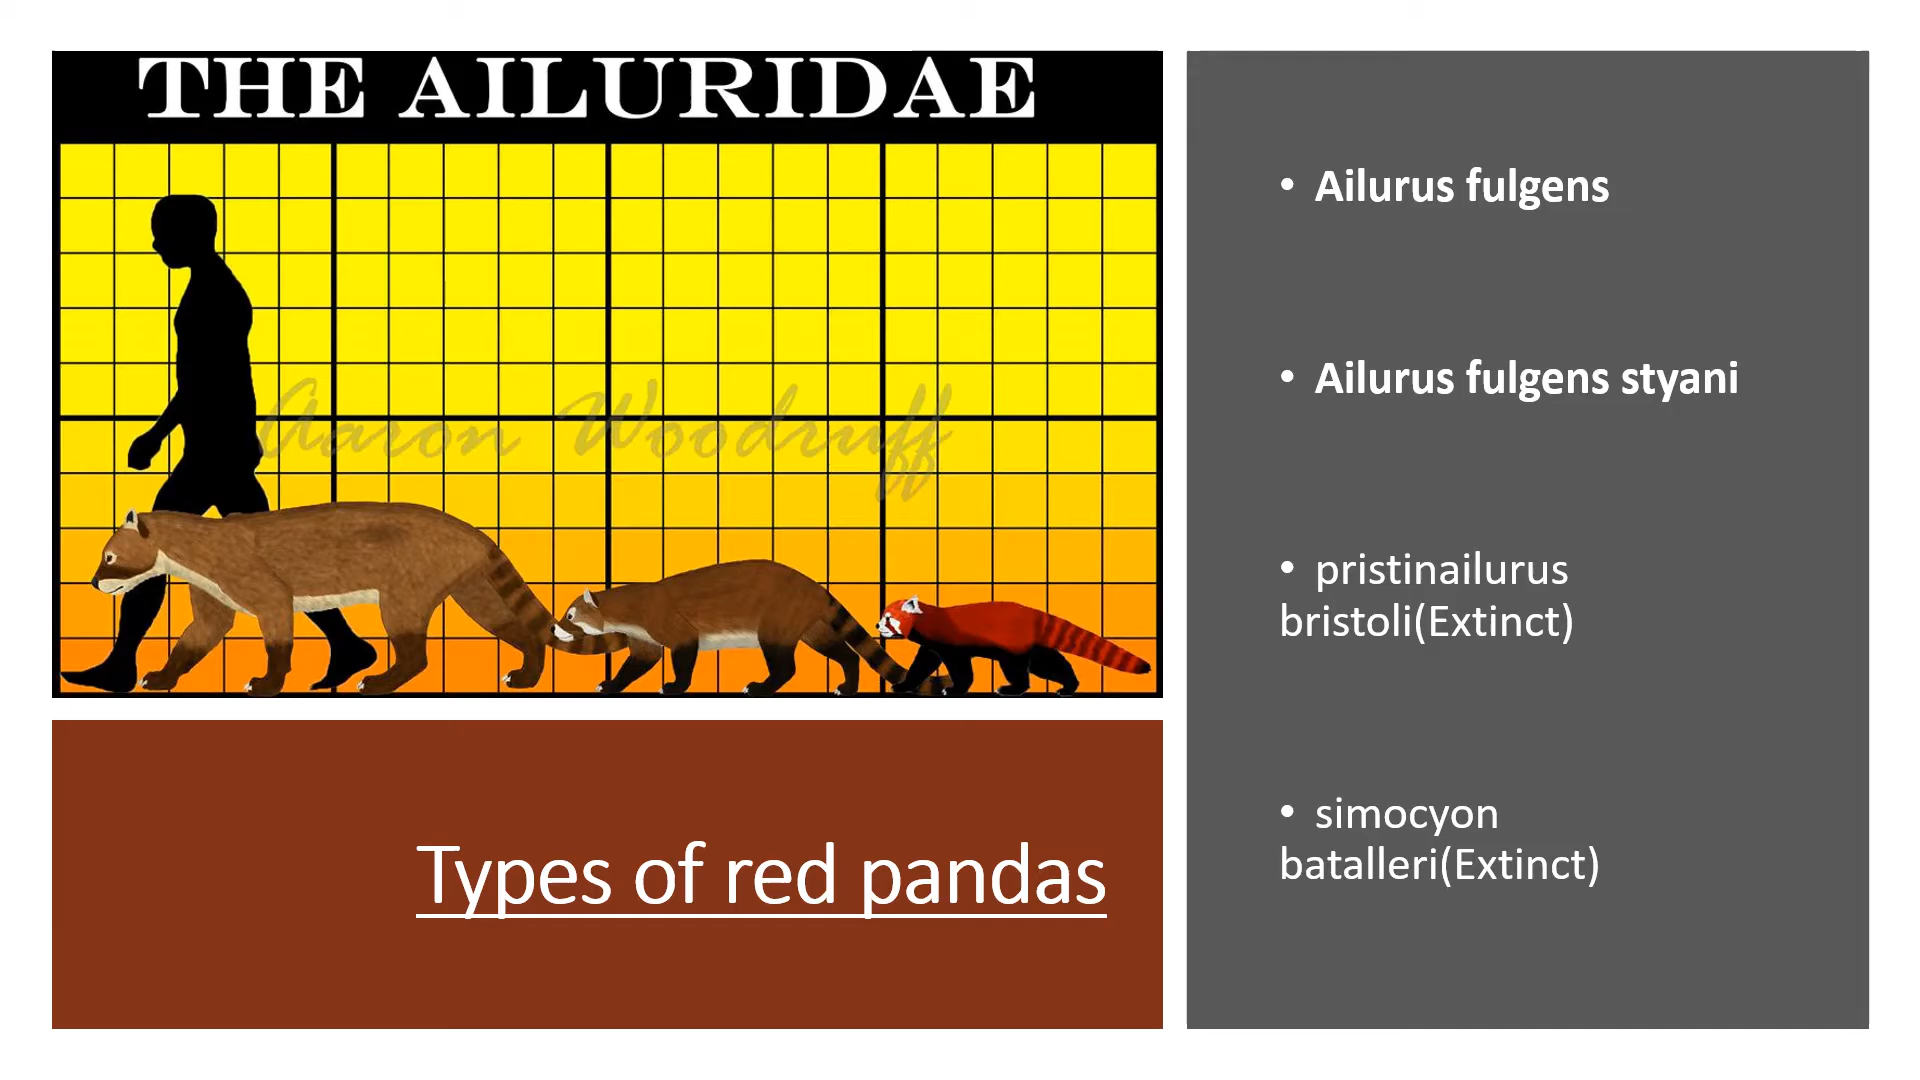 THE AILURIDAE
Aaron Woodruff
Types of red pandas
• Ailurus fulgens
• Ailurus fulgens styani
• pristinailurus
bristoli(Extinct)
• simocyon
batalleri(Extinct)